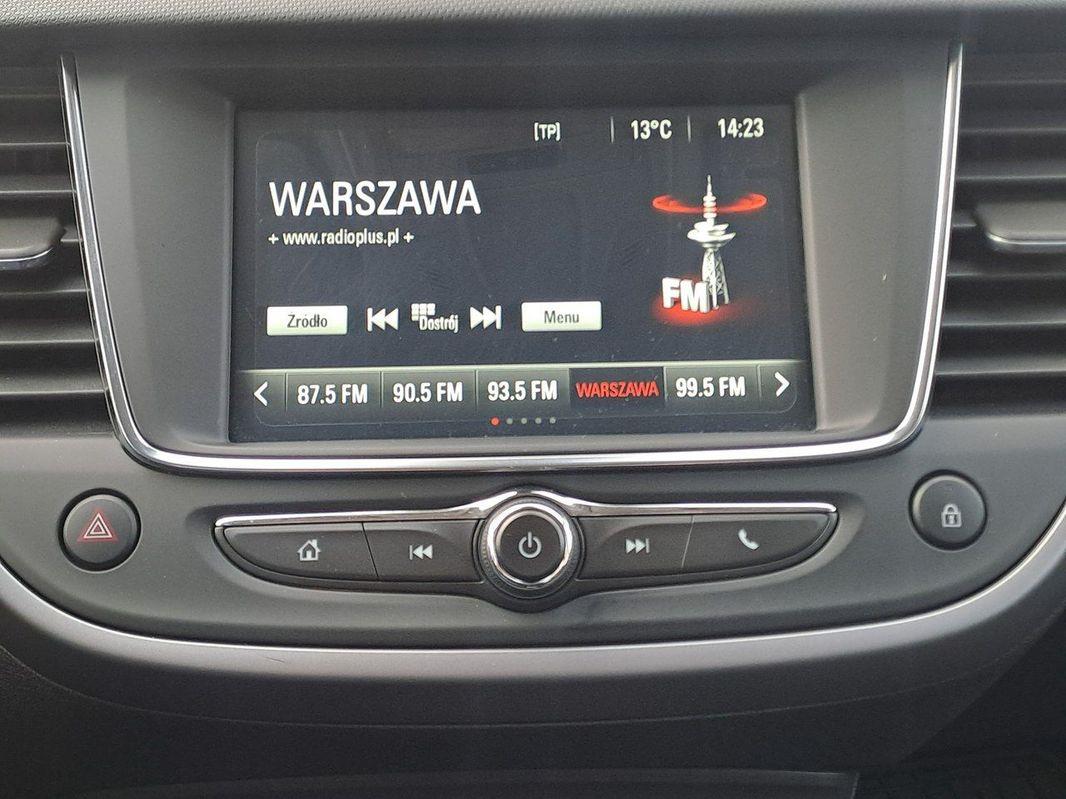 [TP] 13°C 14:23
WARSZAWA
+ www.radioplus.pl +
FM
Źródło Dostrój Menu
87.5 FM 90.5 FM 93.5 FM WARSZAWA 99.5 FM